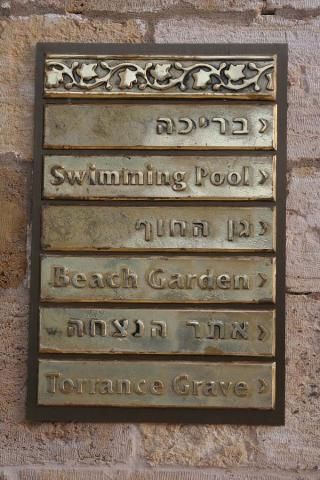 בריכה
Swimming Pool
גן החוף
Beach Garden
אתר הנצחה
Torrance Grave